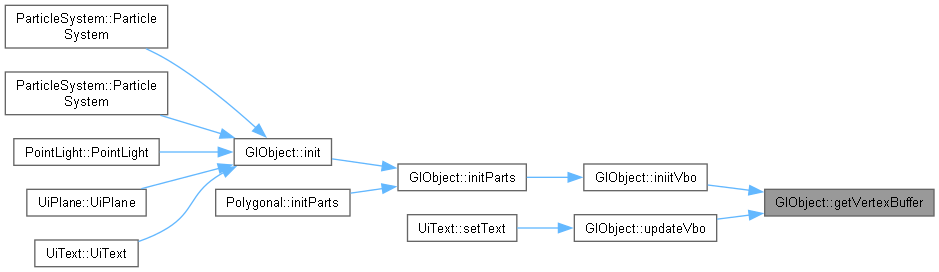 ParticleSystem::Particle
System
ParticleSystem::Particle
System
PointLight::PointLight
UiPlane::UiPlane
UiText::UiText
GlObject::init
Polygonal::initParts
GlObject::initParts
UiText::setText
GlObject::iniitVbo
GlObject::updateVbo
GlObject::getVertexBuffer